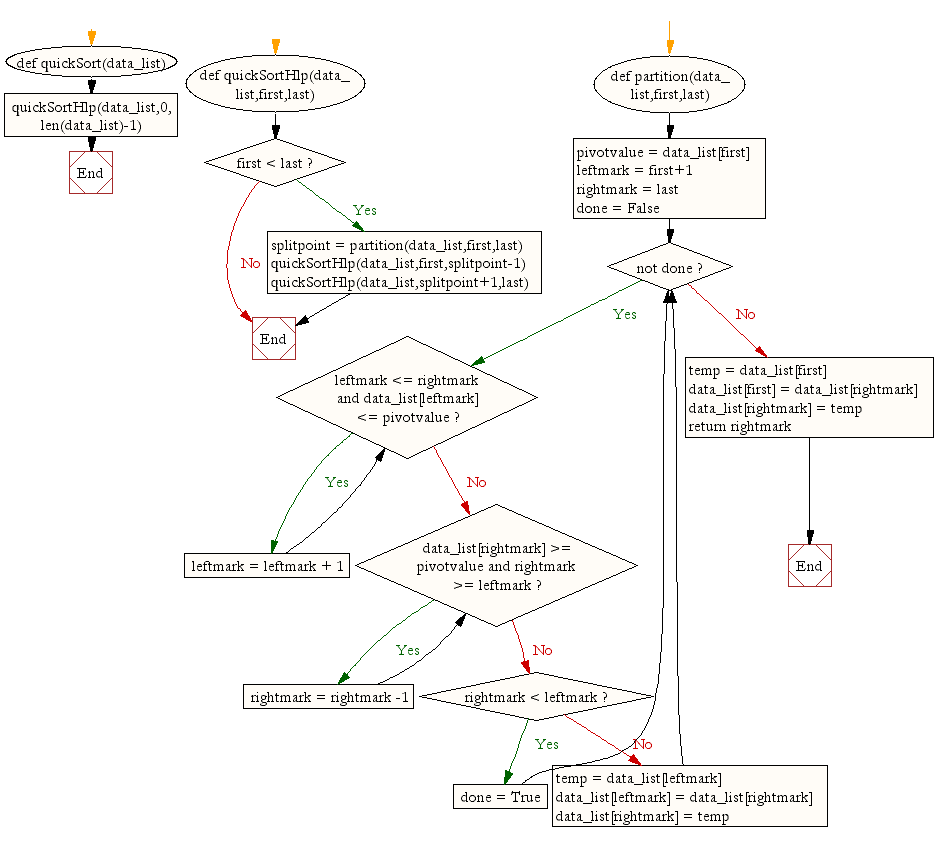 def quickSort(data_list)
quickSortHlp(data_list,0,
len(data_list)-1)
End
def quickSortHlp(data_
list,first,last)
first < last ?
Yes
No
splitpoint = partition(data_list,first,last)
quickSortHlp(data_list,first,splitpoint-1)
quickSortHlp(data_list,splitpoint+1,last)
End
def partition(data_
list,first,last)
pivotvalue = data_list[first]
leftmark = first+1
rightmark = last
done = False
not done ?
Yes
No
temp = data_list[first]
data_list[first] = data_list[rightmark]
data_list[rightmark] = temp
return rightmark
End
leftmark <= rightmark
and data_list[leftmark]
<= pivotvalue ?
Yes
No
leftmark = leftmark + 1
data_list[rightmark] >=
pivotvalue and rightmark
>= leftmark ?
Yes
No
rightmark = rightmark -1
rightmark < leftmark ?
Yes
No
done = True
temp = data_list[leftmark]
data_list[leftmark] = data_list[rightmark]
data_list[rightmark] = temp